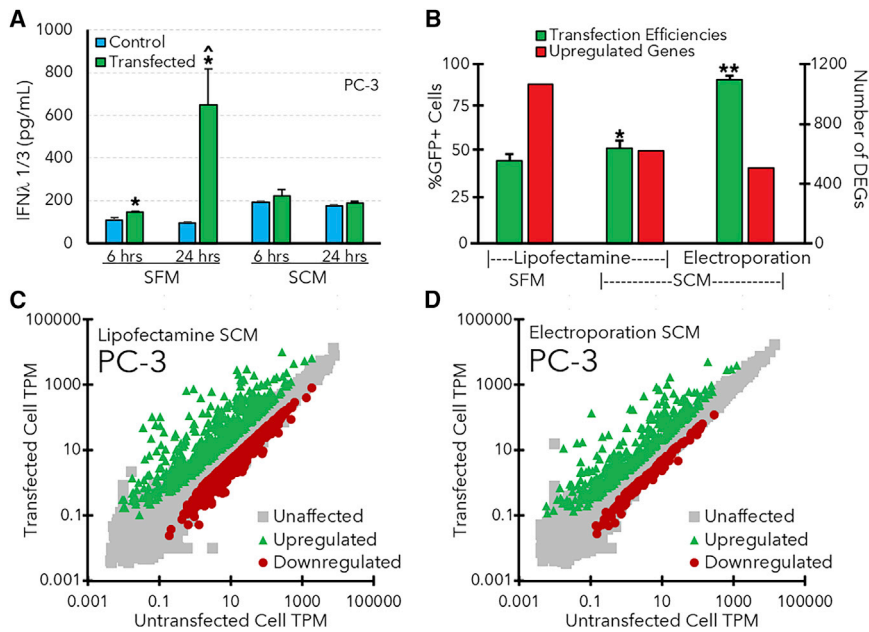 A
Control
Transfected
^
*
PC-3
IFNλ 1/3 (pg/mL)
1000
800
600
400
200
0
*
6 hrs 24 hrs 6 hrs 24 hrs
SFM SCM
B
Transfection Efficiencies
Upregulated Genes
%GFP+ Cells
100
75
50
25
0
* **
1200
800
400
0
Number of DEGs
|----Lipofectamine------| Electroporation
SFM |------------SCM------------|
C
Lipofectamine SCM
PC-3
Transfected Cell TPM
100000
1000
10
0.1
0.001
Unaffected
Upregulated
Downregulated
0.001 0.1 10 1000 100000
Untransfected Cell TPM
D
Electroporation SCM
PC-3
Transfected Cell TPM
100000
1000
10
0.1
0.001
Unaffected
Upregulated
Downregulated
0.001 0.1 10 1000 100000
Untransfected Cell TPM